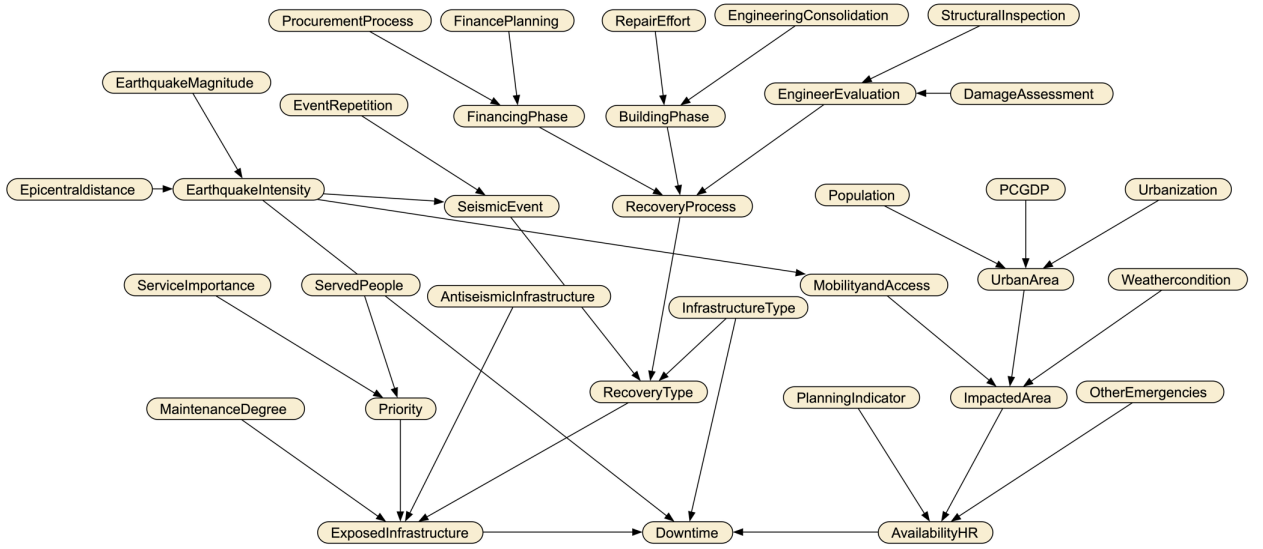 ProcurementProcess
FinancePlanning
RepairEffort
EngineeringConsolidation
StructuralInspection
EarthquakeMagnitude
EventRepetition
FinancingPhase
BuildingPhase
EngineerEvaluation
DamageAssessment
Epicentraldistance
EarthquakeIntensity
SeismicEvent
RecoveryProcess
Population
PCGDP
Urbanization
ServiceImportance
ServedPeople
AntiseismicInfrastructure
InfrastructureType
MobilityandAccess
UrbanArea
Weathercondition
MaintenanceDegree
Priority
RecoveryType
PlanningIndicator
ImpactedArea
OtherEmergencies
ExposedInfrastructure
Downtime
AvailabilityHR